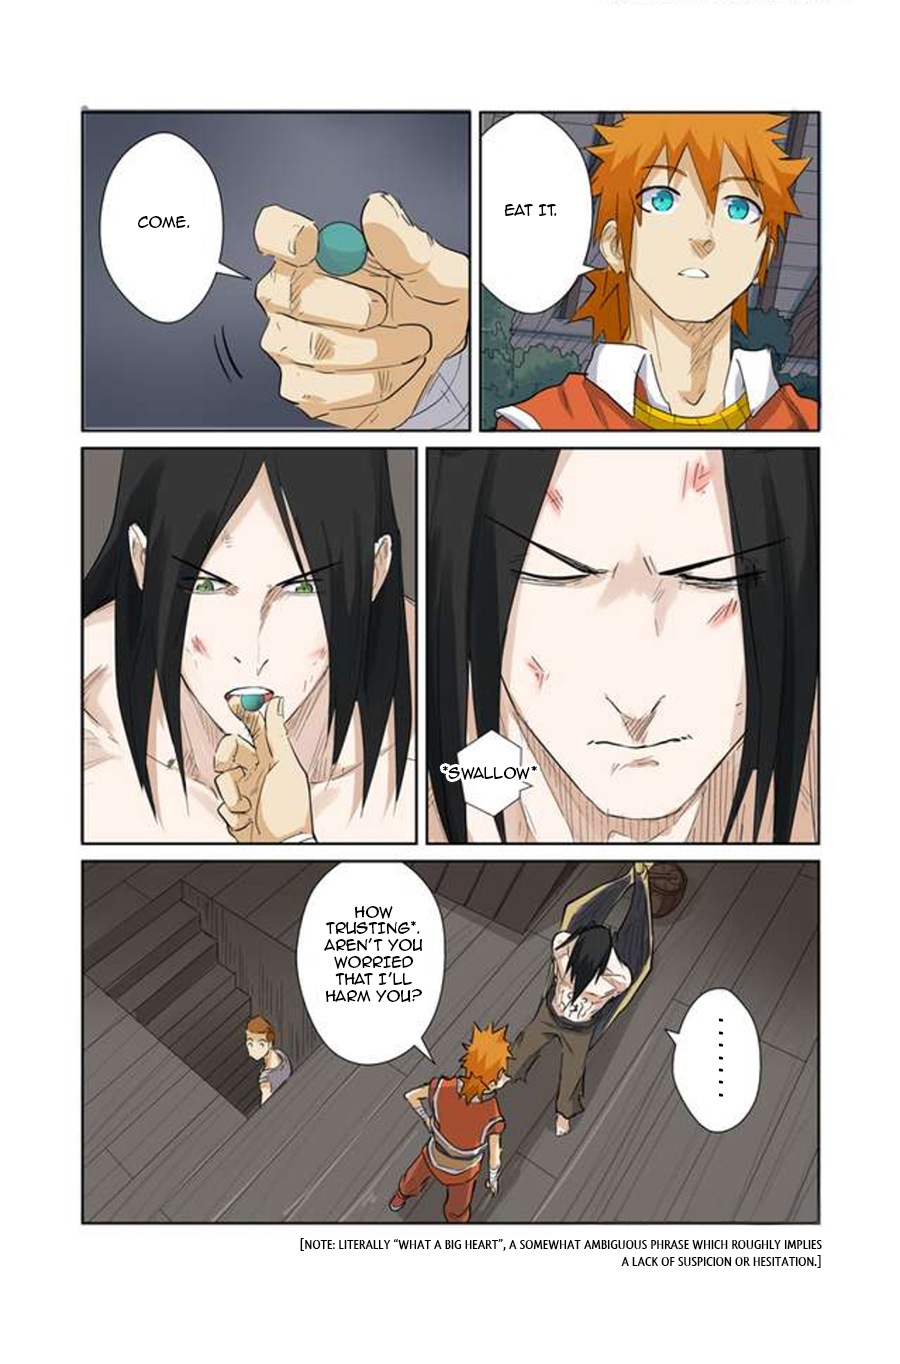 COME.
EAT IT.
*SWALLOW*
HOW
TRUSTING*.
AREN'T YOU
WORRIED
THAT I'LL
HARM YOU?
........
[NOTE: LITERALLY "WHAT A BIG HEART", A SOMEWHAT AMBIGUOUS PHRASE WHICH ROUGHLY IMPLIES
A LACK OF SUSPICION OR HESITATION.]